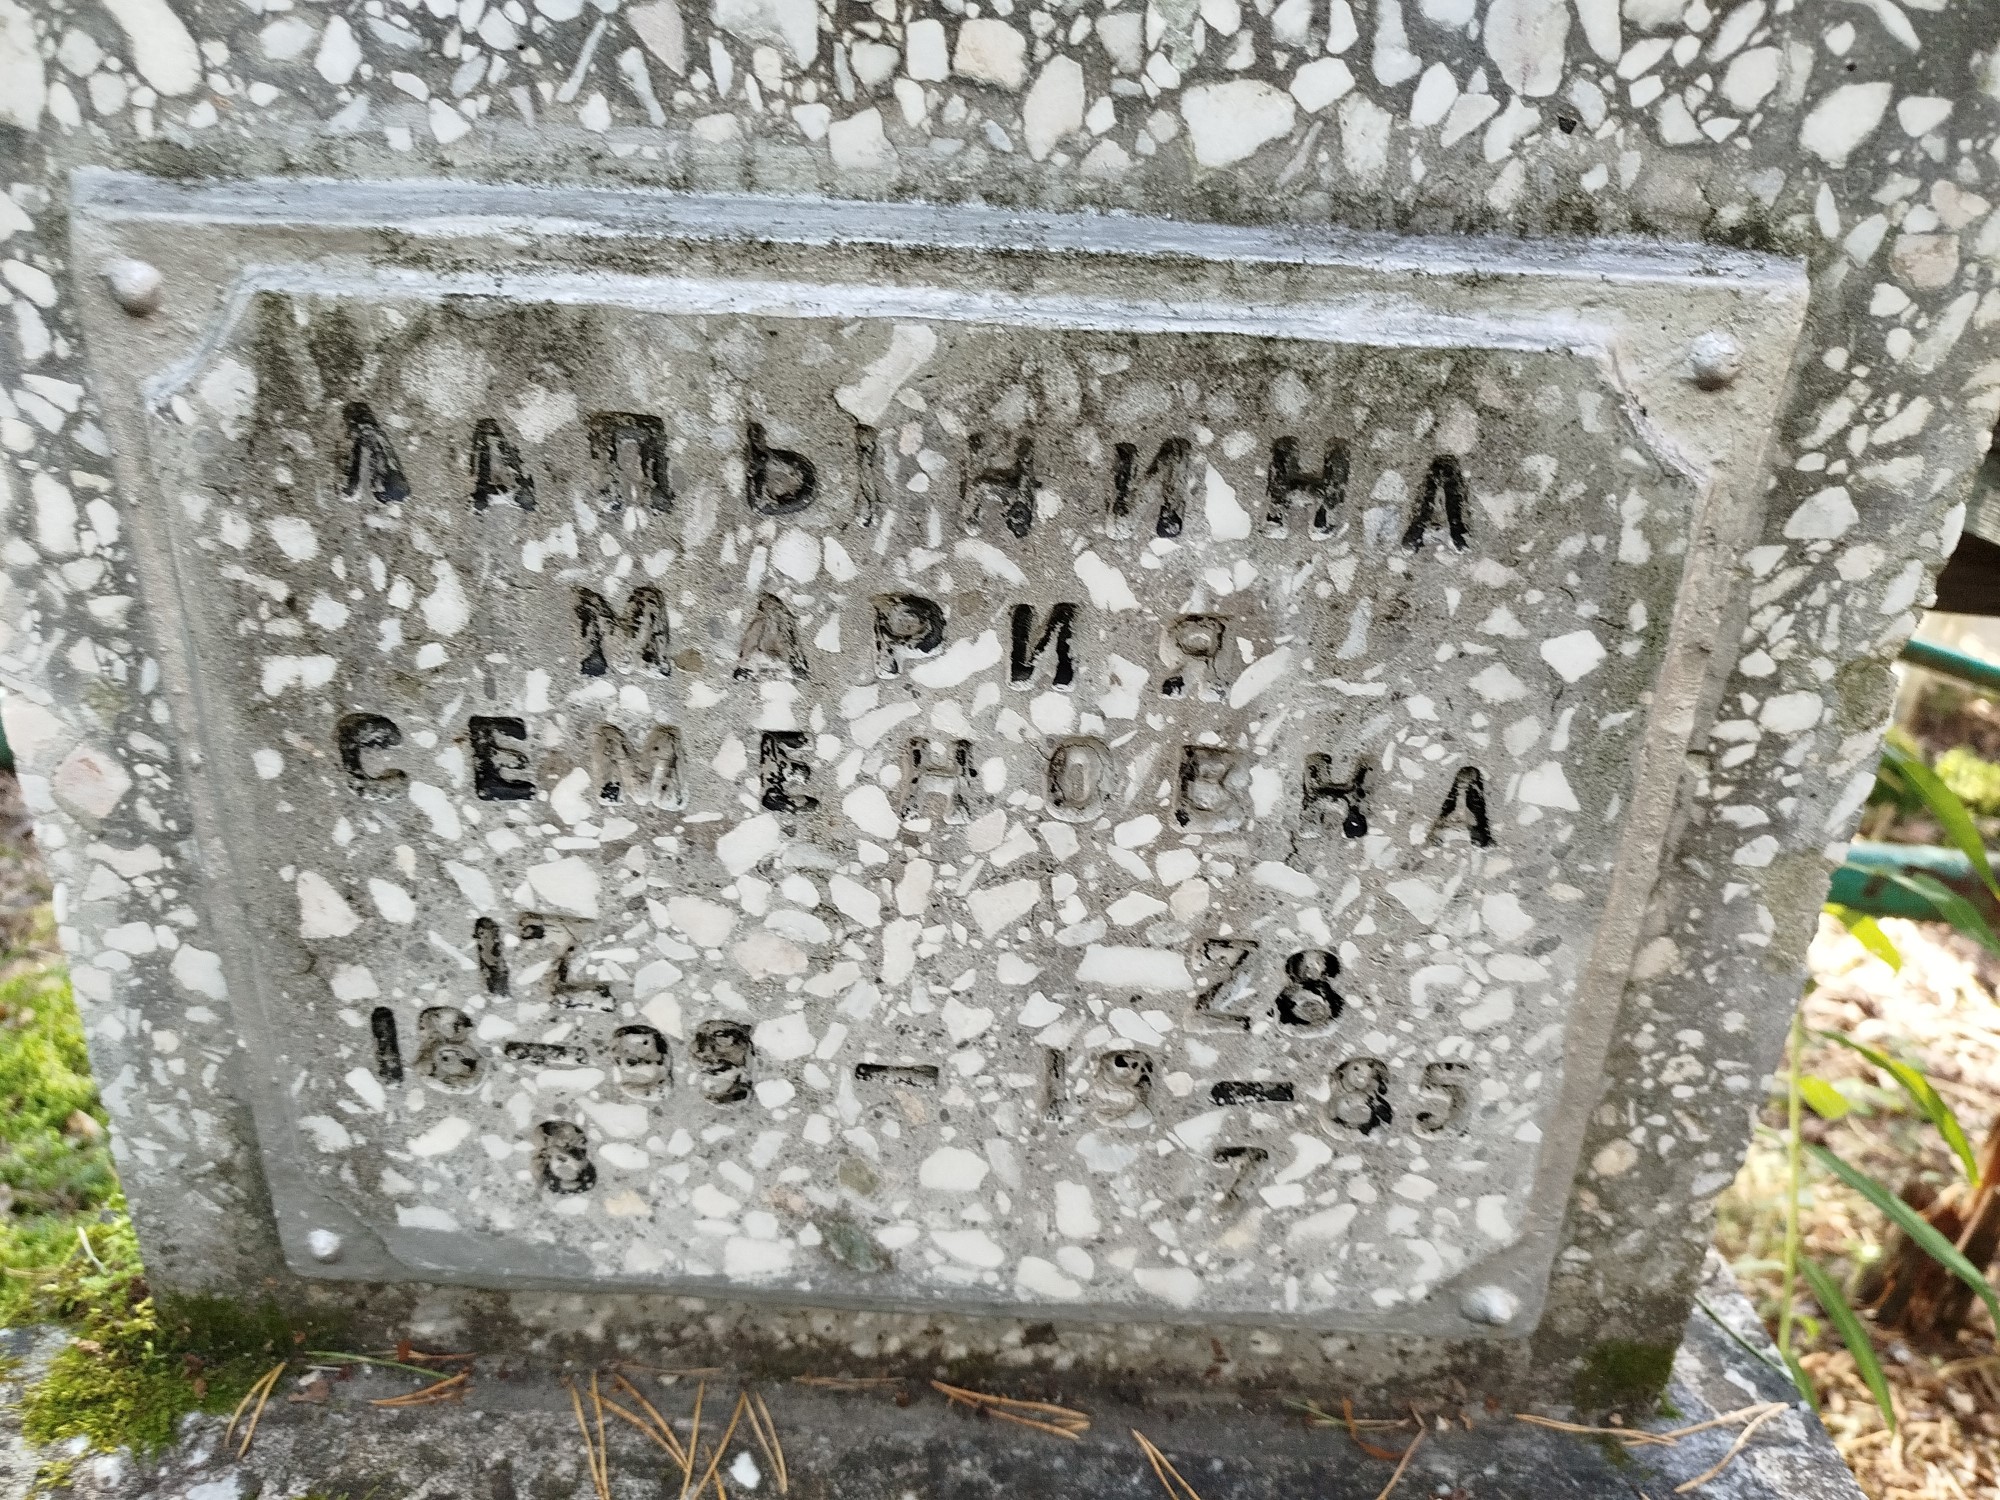 ЛАПЫНИНА
МАРИЯ
СЕМЕНОВНА
12 28
18-99 - 19-85
8 7